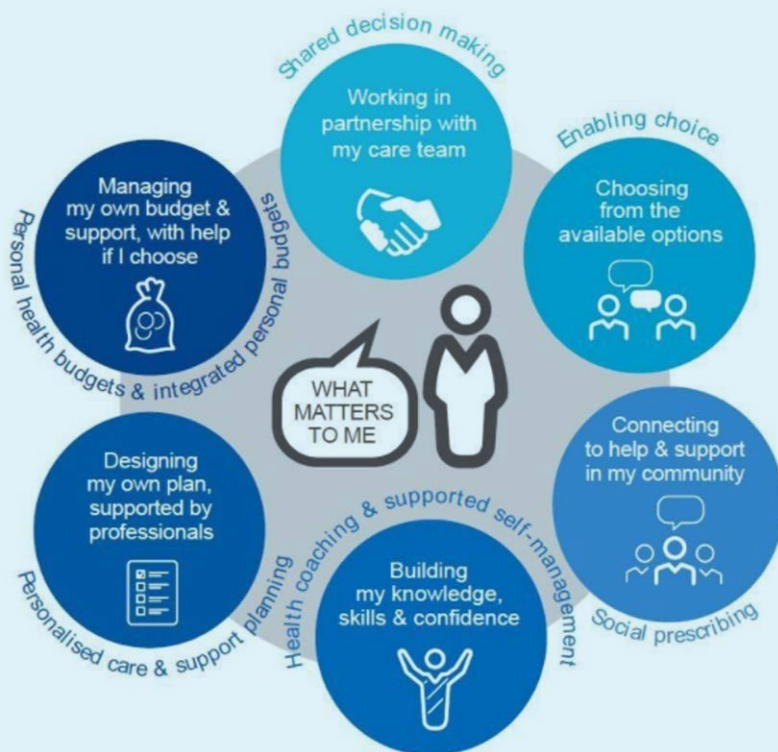 Shared decision making
Working in
partnership with
my care team
Enabling choice
Choosing
from the
available options
Connecting
to help & support
in my community
Social prescribing
Health coaching & supported self-management
Building
my knowledge,
skills & confidence
Designing
my own plan,
supported by
professionals
Personalised care & support planning
Managing
my own budget &
support, with help
if I choose
Personal health budgets & integrated personal budgets
WHAT
MATTERS
TO ME